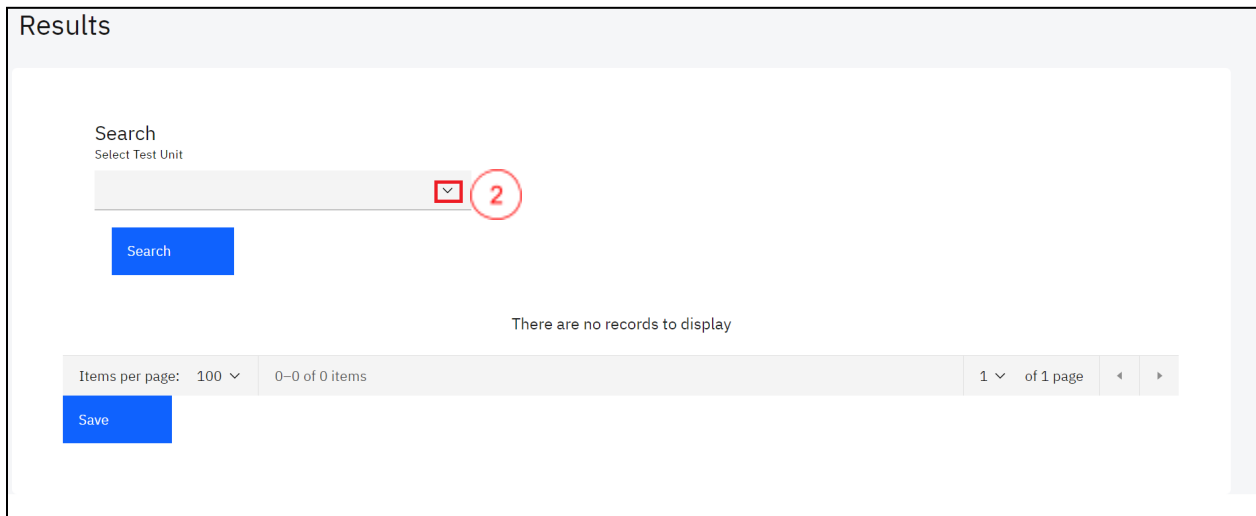 Results
Search
Select Test Unit
2
Search
There are no records to display
Items per page: 100 0–0 of 0 items 1 of 1 page
Save